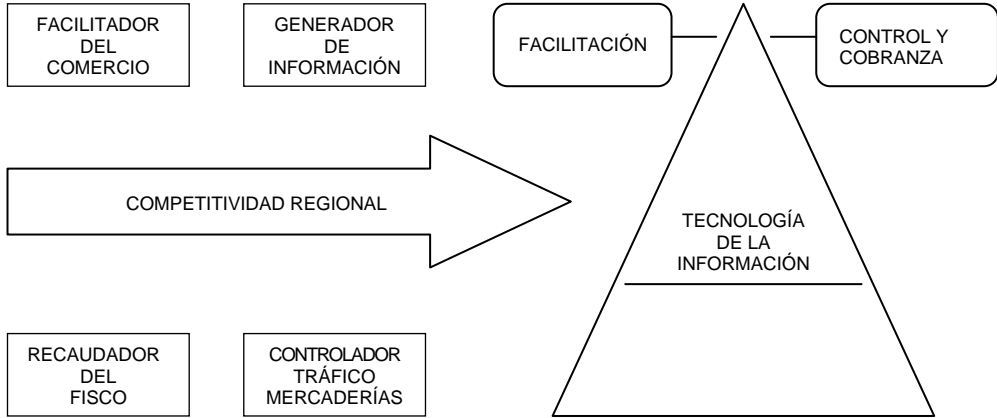 FACILITADOR
DEL
COMERCIO
GENERADOR
DE
INFORMACIÓN
FACILITACIÓN
CONTROL Y
COBRANZA
COMPETITIVIDAD REGIONAL
TECNOLOGÍA
DE LA
INFORMACIÓN
RECAUDADOR
DEL
FISCO
CONTROLADOR
TRÁFICO
MERCADERÍAS